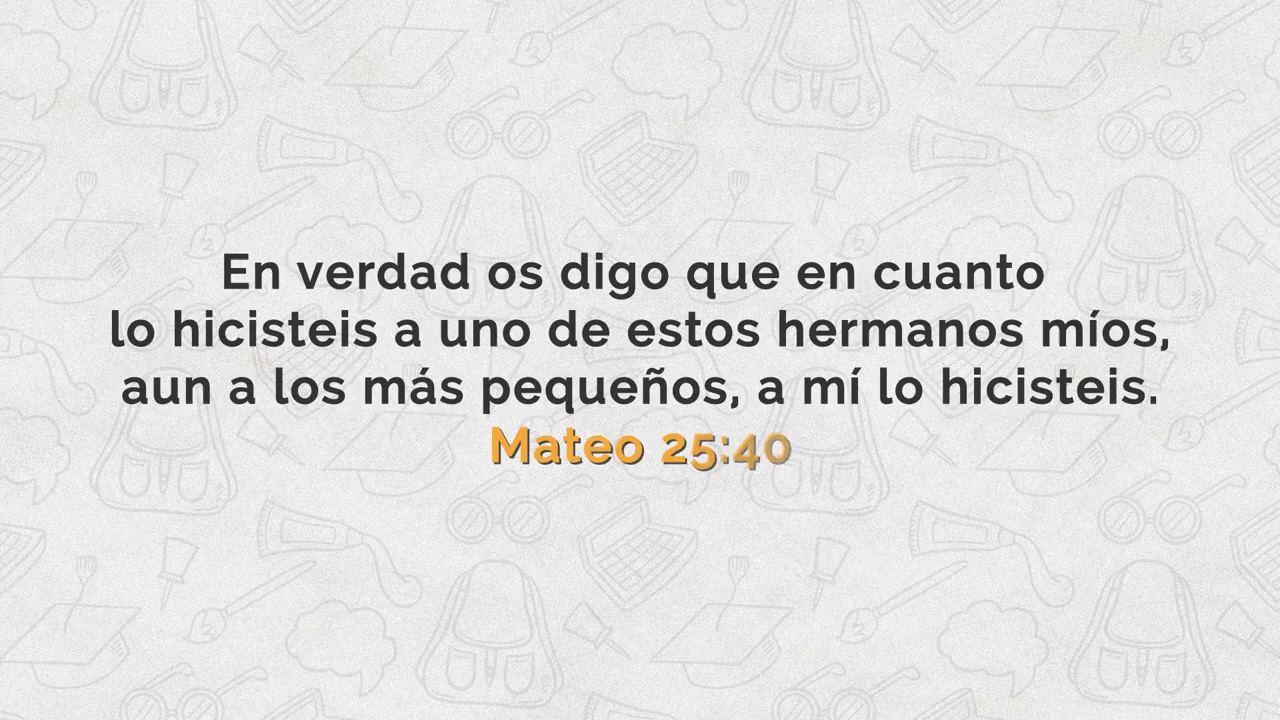 En verdad os digo que en cuanto
lo hicisteis a uno de estos hermanos míos,
aun a los más pequeños, a mí lo hicisteis.
Mateo 25:40